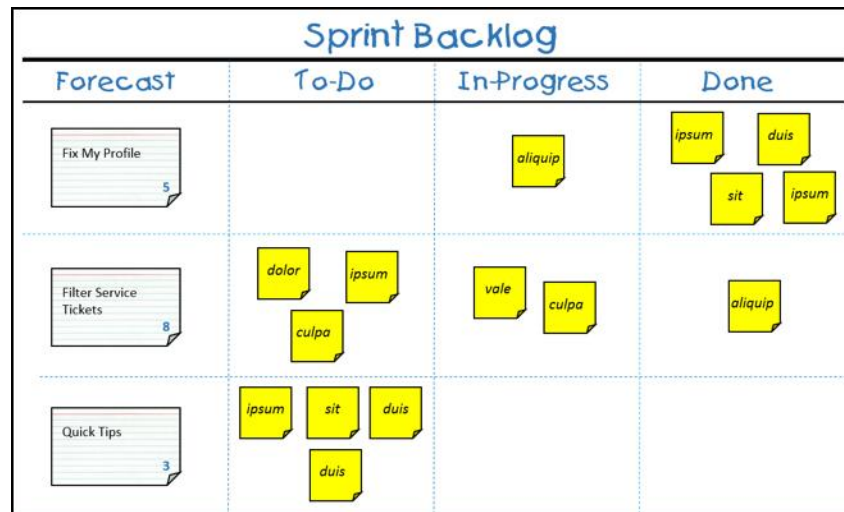 Sprint Backlog
Forecast
To-Do
In-Progress
Done
Fix My Profile
5
aliquip
ipsum
duis
sit
ipsum
Filter Service
Tickets
8
dolor
ipsum
culpa
vale
culpa
aliquip
Quick Tips
3
ipsum
sit
duis
duis